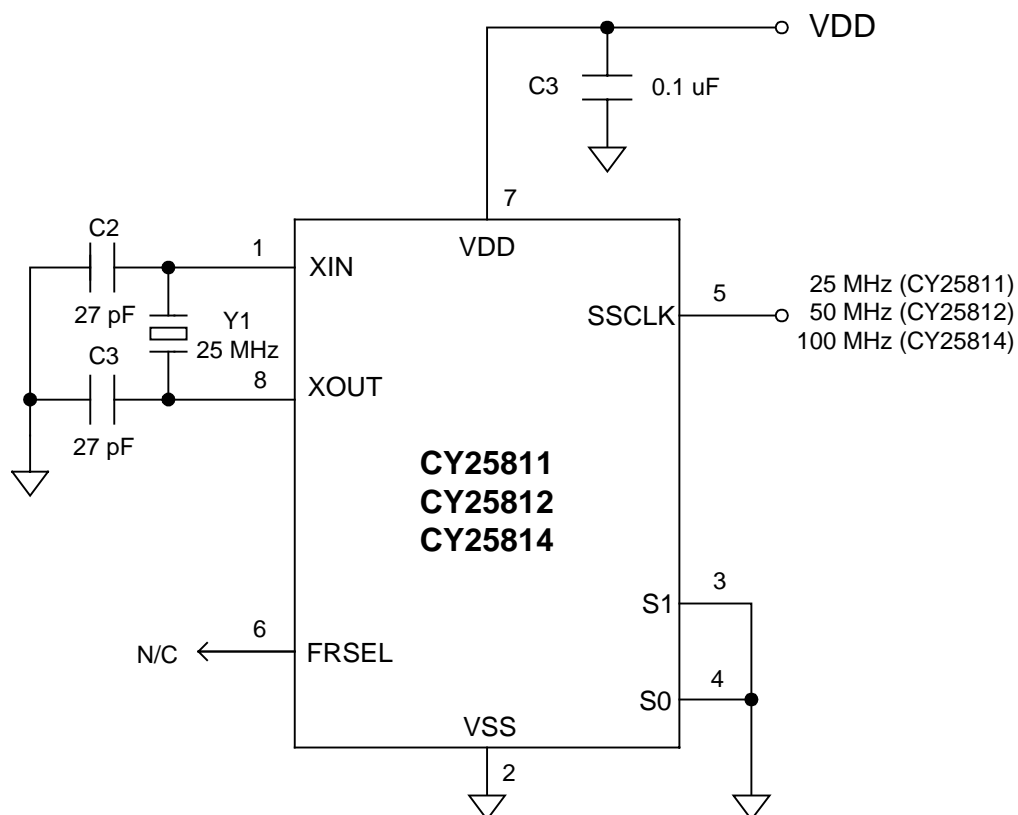 VDD
C3
0.1 uF
7
VDD
C2
1
XIN
27 pF
Y1
25 MHz
C3
8
XOUT
27 pF
5
SSCLK
25 MHz (CY25811)
50 MHz (CY25812)
100 MHz (CY25814)
CY25811
CY25812
CY25814
3
S1
6
N/C
FRSEL
4
S0
VSS
2